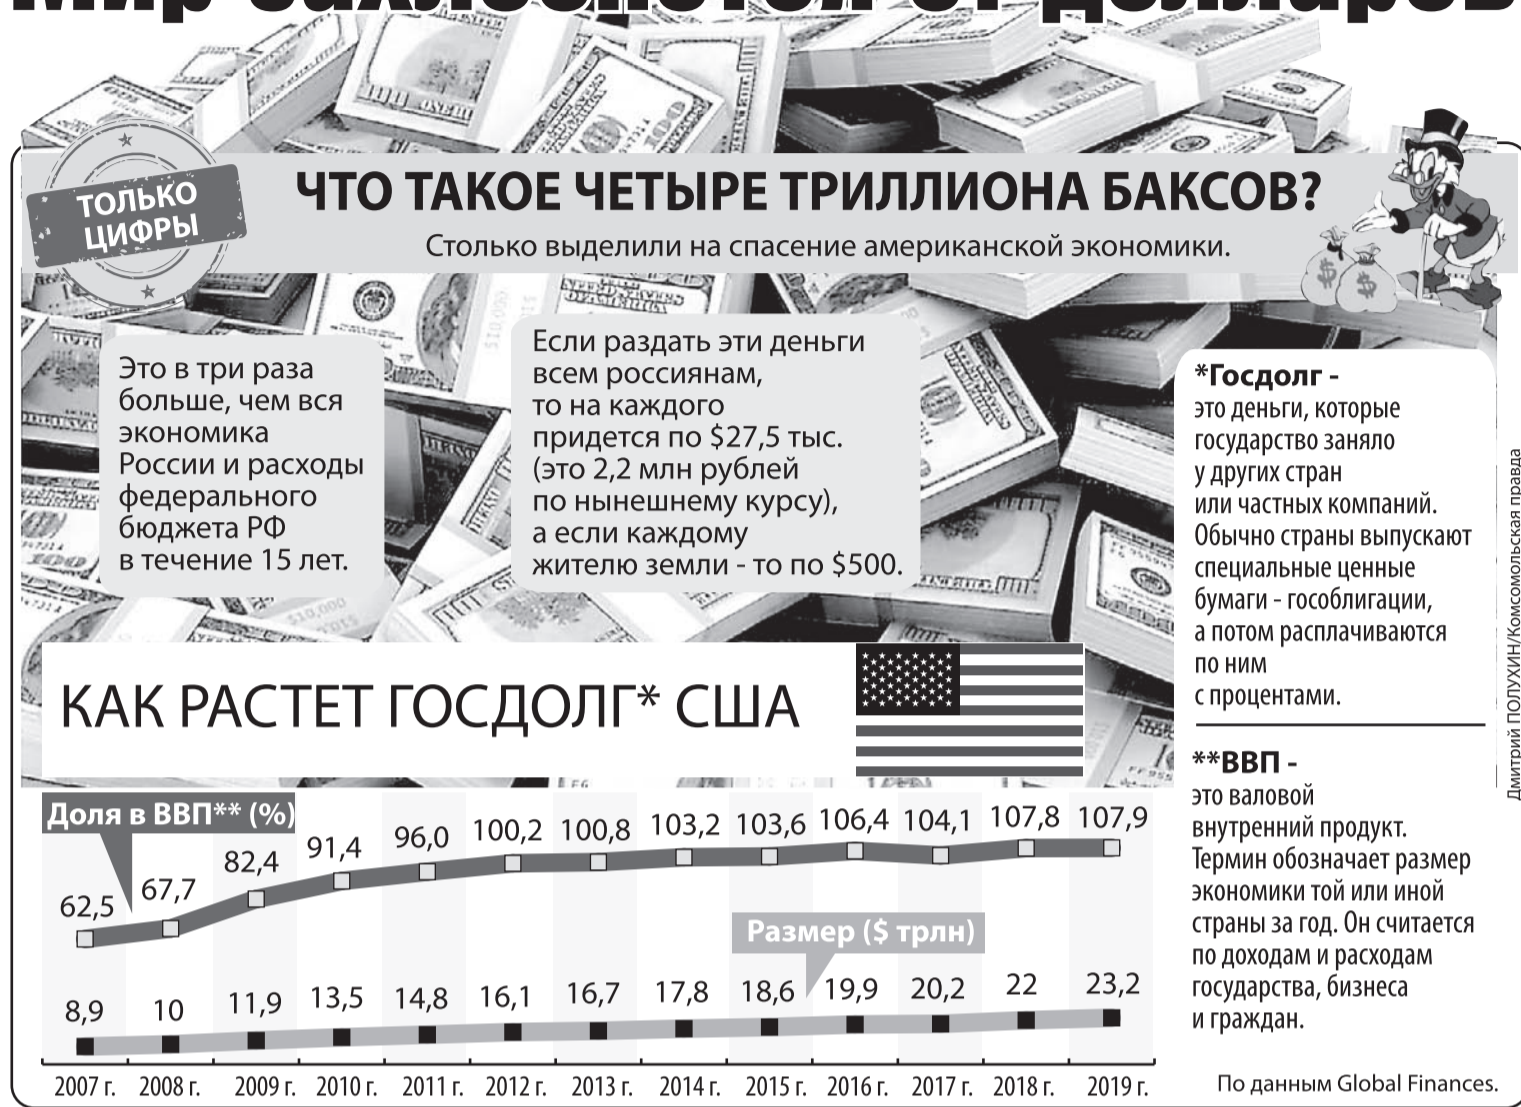 Мир захлебнется от долларов
ТОЛЬКО
ЦИФРЫ
ЧТО ТАКОЕ ЧЕТЫРЕ ТРИЛЛИОНА БАКСОВ?
Столько выделили на спасение американской экономики.
Это в три раза
больше, чем вся
экономика
России и расходы
федерального
бюджета РФ
в течение 15 лет.
Если раздать эти деньги
всем россиянам,
то на каждого
придется по $27,5 тыс.
(это 2,2 млн рублей
по нынешнему курсу),
а если каждому
жителю земли - то по $500.
*Госдолг -
это деньги, которые
государство заняло
у других стран
или частных компаний.
Обычно страны выпускают
специальные ценные
бумаги - гособлигации,
а потом расплачиваются
по ним
с процентами.
**ВВП -
это валовой
внутренний продукт.
Термин обозначает размер
экономики той или иной
страны за год. Он считается
по доходам и расходам
государства, бизнеса
и граждан.
Дмитрий ПОЛУХИН/Комсомольская правда
КАК РАСТЕТ ГОСДОЛГ* США
Доля в ВВП** (%)
62,5 67,7 82,4 91,4 96,0 100,2 100,8 103,2 103,6 106,4 104,1 107,8 107,9
Размер ($ трлн)
8,9 10 11,9 13,5 14,8 16,1 16,7 17,8 18,6 19,9 20,2 22 23,2
2007 г. 2008 г. 2009 г. 2010 г. 2011 г. 2012 г. 2013 г. 2014 г. 2015 г. 2016 г. 2017 г. 2018 г. 2019 г.
По данным Global Finances.